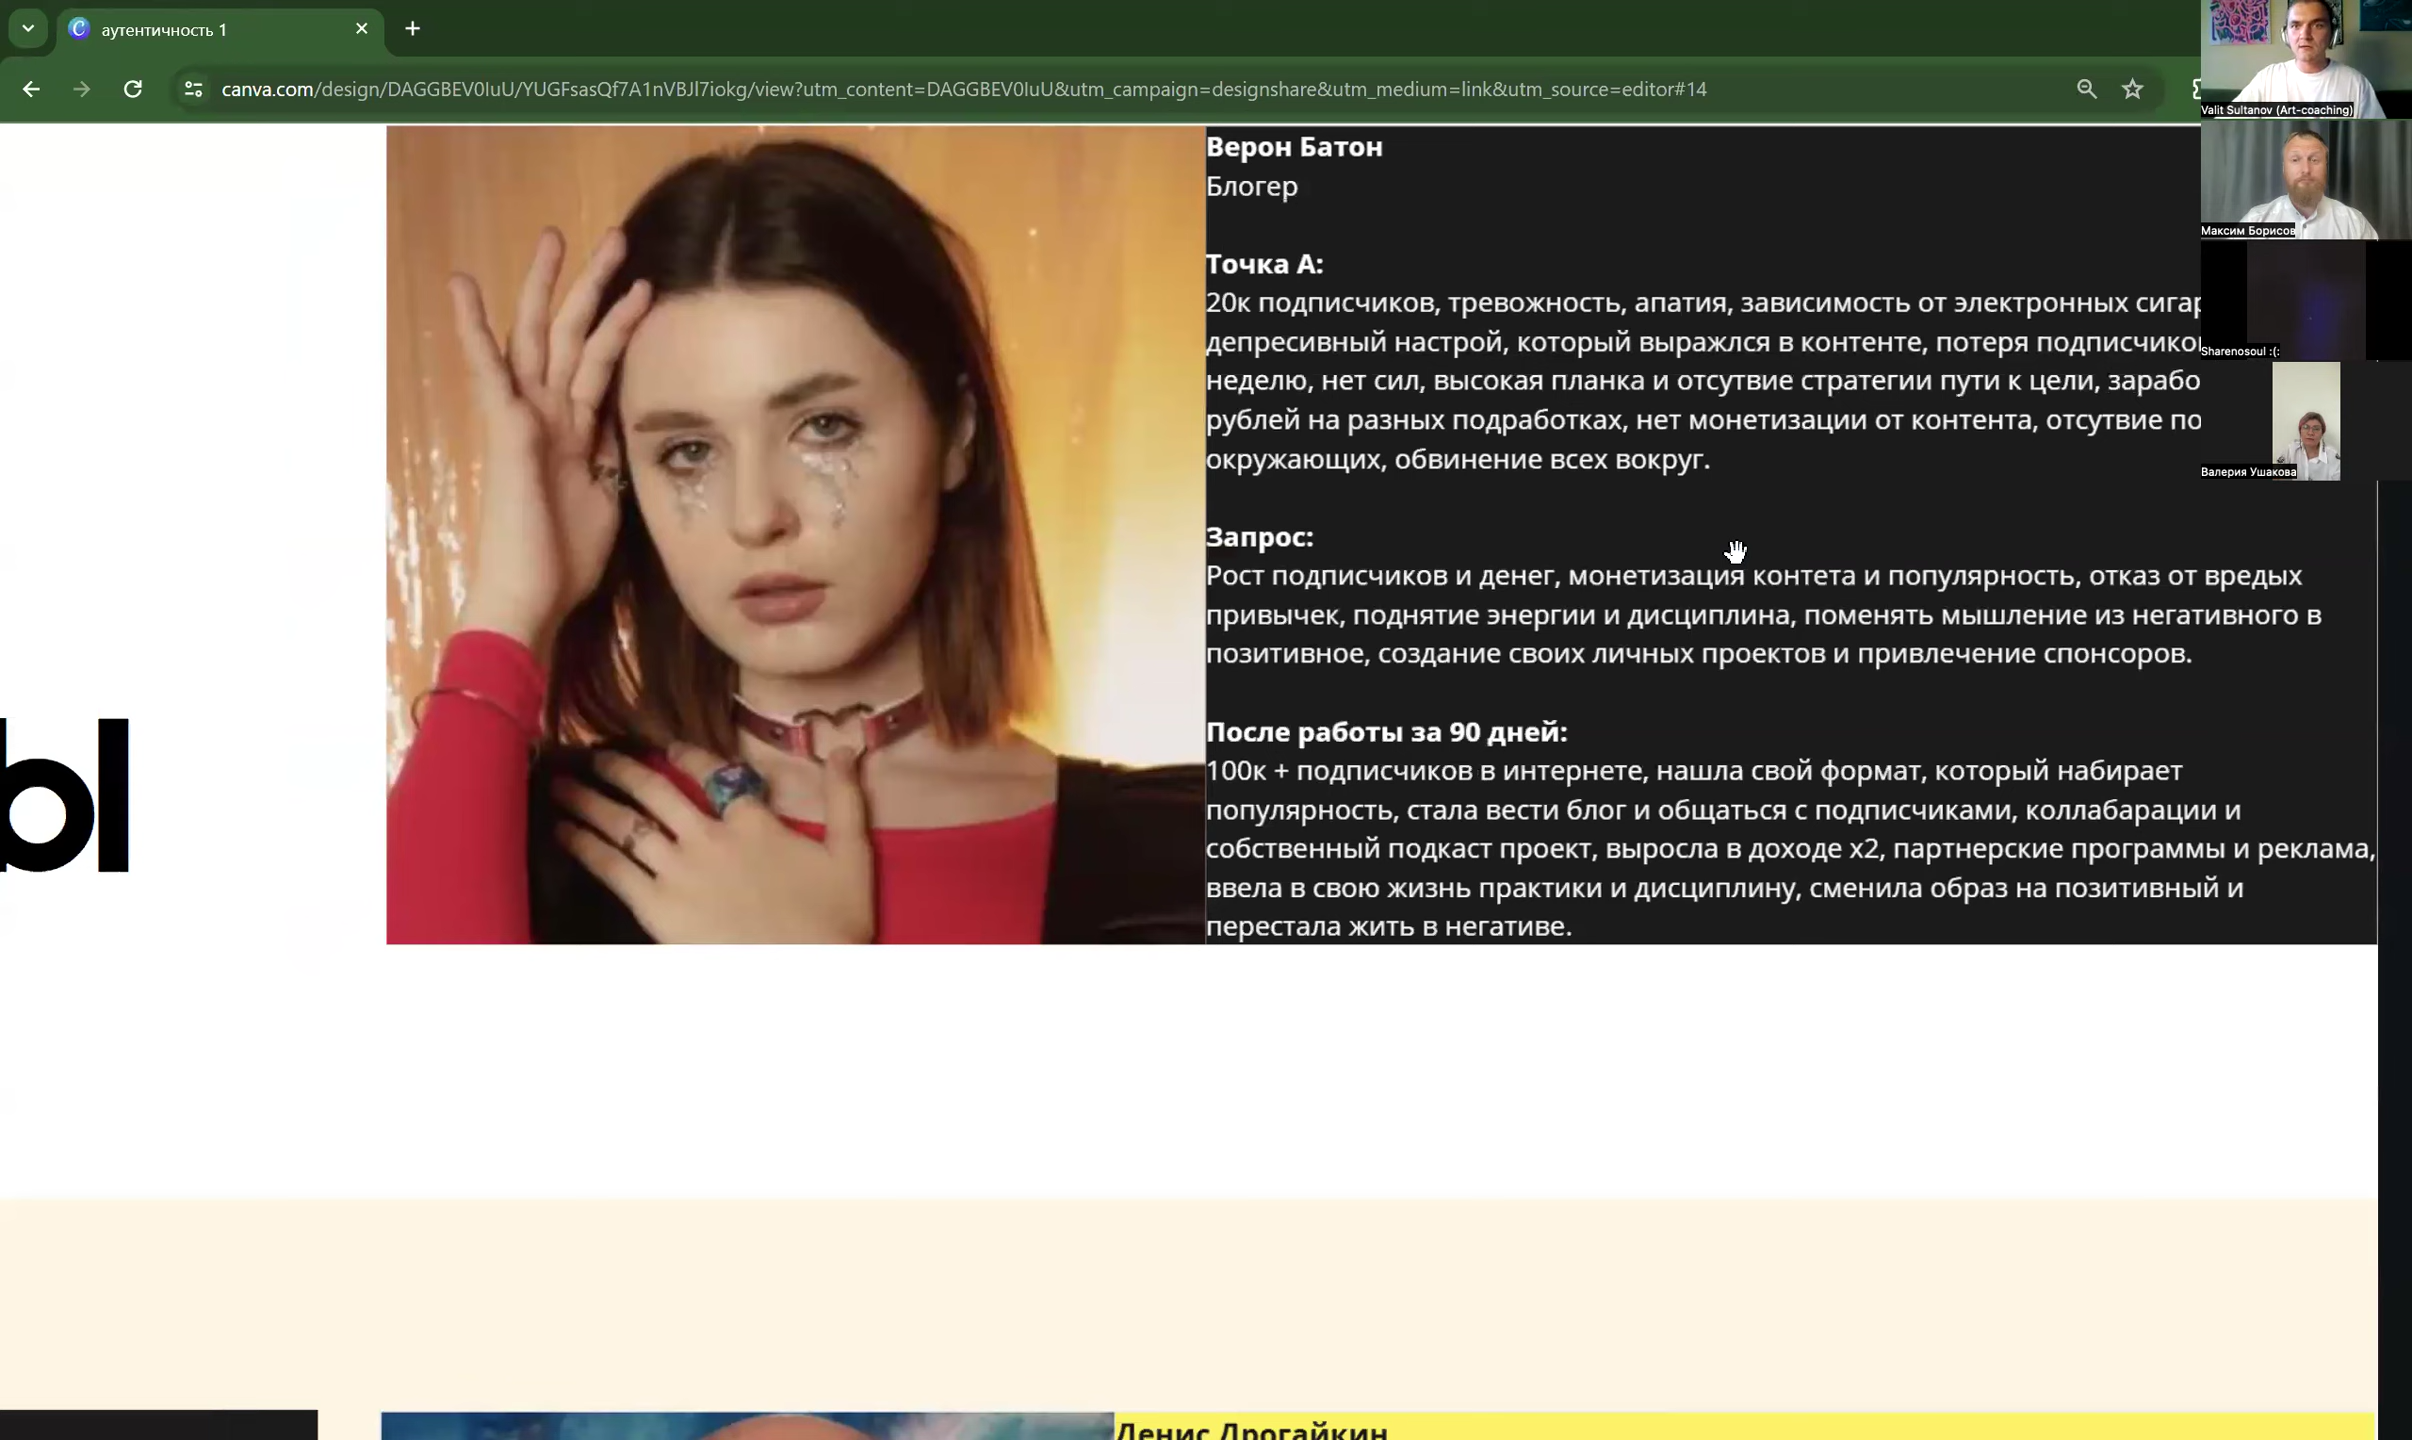 аутентичность 1
canva.com/design/DAGGBEV0IuU/YUGFsasQf7A1nVBJl7iokg/view?utm_content=DAGGBEV0IuU&utm_campaign=designshare&utm_medium=link&utm_source=editor#14
Valit Sultanov (Art-coaching)
Максим Борисов
Sharenosoul :(:
Валерия Ушакова
ы
Верон Батон
Блогер
Точка А:
20к подписчиков, тревожность, апатия, зависимость от электронных
депресивный настрой, который выражлся в контенте, потеря
неделю, нет сил, высокая планка и отсутвие стратегии пути к цели,
рублей на разных подработках, нет монетизации от контента, отсутвие
окружающих, обвинение всех вокруг.
Запрос:
Рост подписчиков и денег, монетизация контета и популярность, отказ от вредых
привычек, поднятие энергии и дисциплина, поменять мышление из негативного в
позитивное, создание своих личных проектов и привлечение спонсоров.
После работы за 90 дней:
100к + подписчиков в интернете, нашла свой формат, который набирает
популярность, стала вести блог и общаться с подписчиками, коллабарации и
собственный подкаст проект, выросла в доходе х2, партнерские программы и реклама,
ввела в свою жизнь практики и дисциплину, сменила образ на позитивный и
перестала жить в негативе.
Денис Дрогайкин